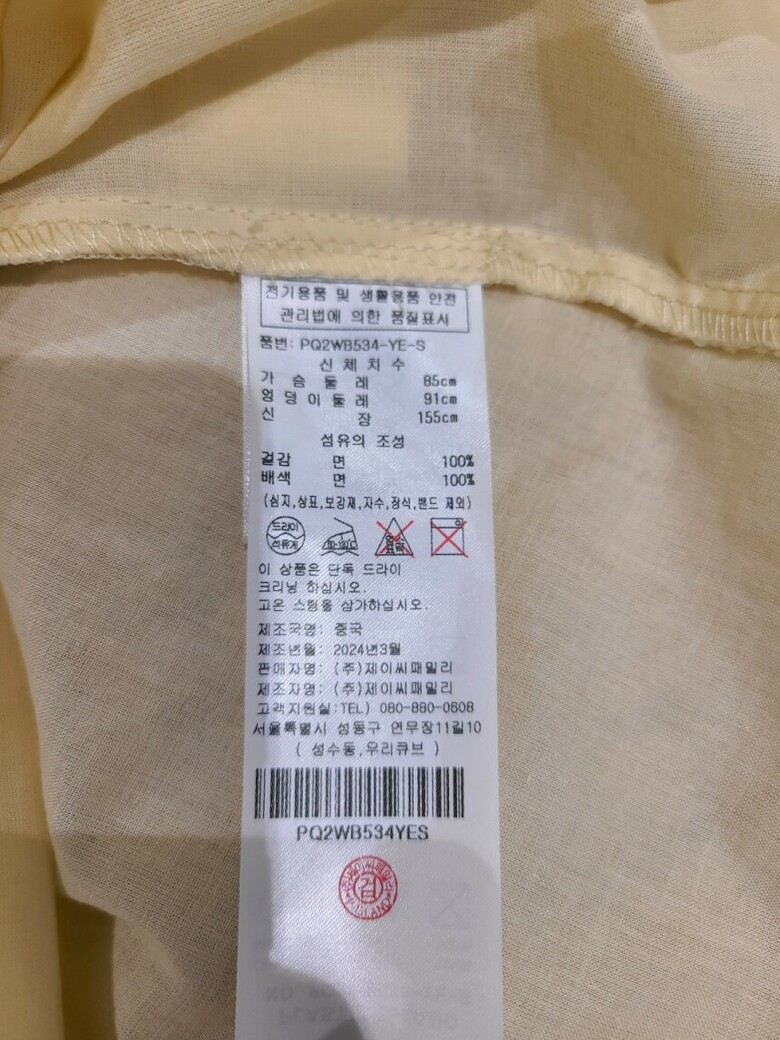 전기용품 및 생활용품 안전
관리법에 의한 품질표시
품번: PQ2WB534-YE-S
신 체 치 수
가 슴 둘 레 85cm
엉 덩 이 둘 레 91cm
신 장 155cm
섬유의 조성
겉감 면 100%
배색 면 100%
(심지,상표,보강재,자수,장식,밴드 제외)
드라이
석유계
이 상품은 단독 드라이
크리닝 하십시오.
고온 스팀을 삼가하십시오.
제조국명: 중국
제조년월: 2024년3월
판매자명: (주)제이씨패밀리
제조자명: (주)제이씨패밀리
고객지원실:TEL) 080-880-0608
서울특별시 성동구 연무장11길10
( 성수동,우리큐브 )
PQ2WB534YES
검